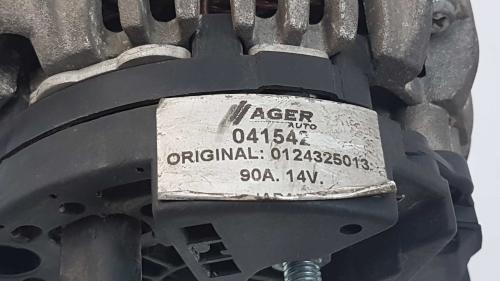 AGER
AUTO
041542
ORIGINAL: 0124325013
90A. 14V.